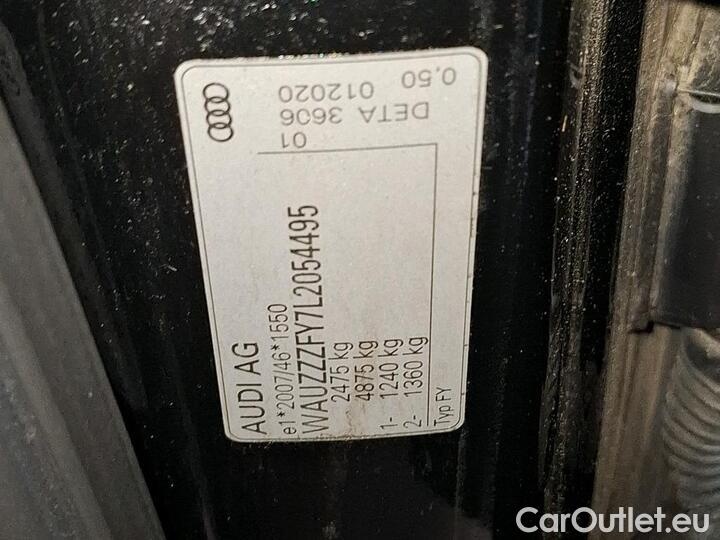 AUDI AG
e1*2007/46*1550
WAUZZZFY7L2054495
2475 kg
4875 kg
1- 1240 kg
2- 1360 kg
Typ FY
01
DETA 3606
012020
0,50
CarOutlet.eu